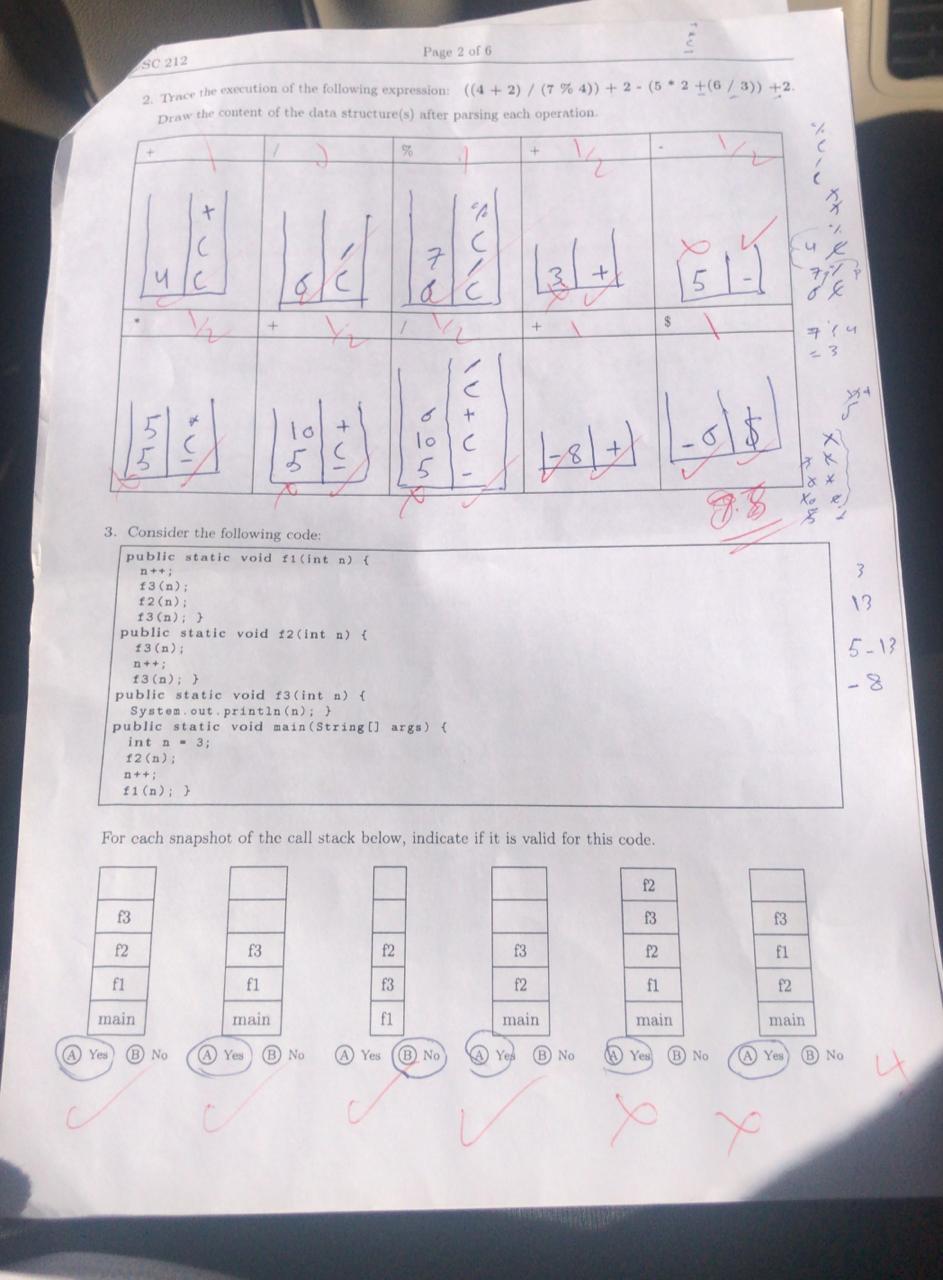 SC 212
Page 2 of 6
2. Trace the execution of the following expression: ((4 + 2) / (7 % 4)) + 2 - (5 * 2 +(6 / 3)) +2.
Draw the content of the data structure(s) after parsing each operation.
+ 1
/ 1
% 1
+ 1/2
- 1/2
+
(
4 (
/
6 (
%
(
7 /
6 (
3 +
5 -
* 1/2
+ 1/2
/ 1/2
+ 1
$ 1
*
5 (
5 -
10 +
( 
5 -
/
(
6 +
10 (
5 -
-8 +
-6 $
7 % 4
= 3
3
13
5-13
-8
3. Consider the following code:
public static void f1(int n) {
n++;
f3(n);
f2(n);
f3(n); }
public static void f2(int n) {
f3(n);
n++;
f3(n); }
public static void f3(int n) {
System.out.println(n); }
public static void main(String[] args) {
int n = 3;
f2(n);
n++;
f1(n); }
For each snapshot of the call stack below, indicate if it is valid for this code.
f2
f3 f3 f3
f2 f3 f2 f3 f2 f1
f1 f1 f3 f2 f1 f2
main main f1 main main main
A Yes B No A Yes B No A Yes B No A Yes B No A Yes B No A Yes B No
4